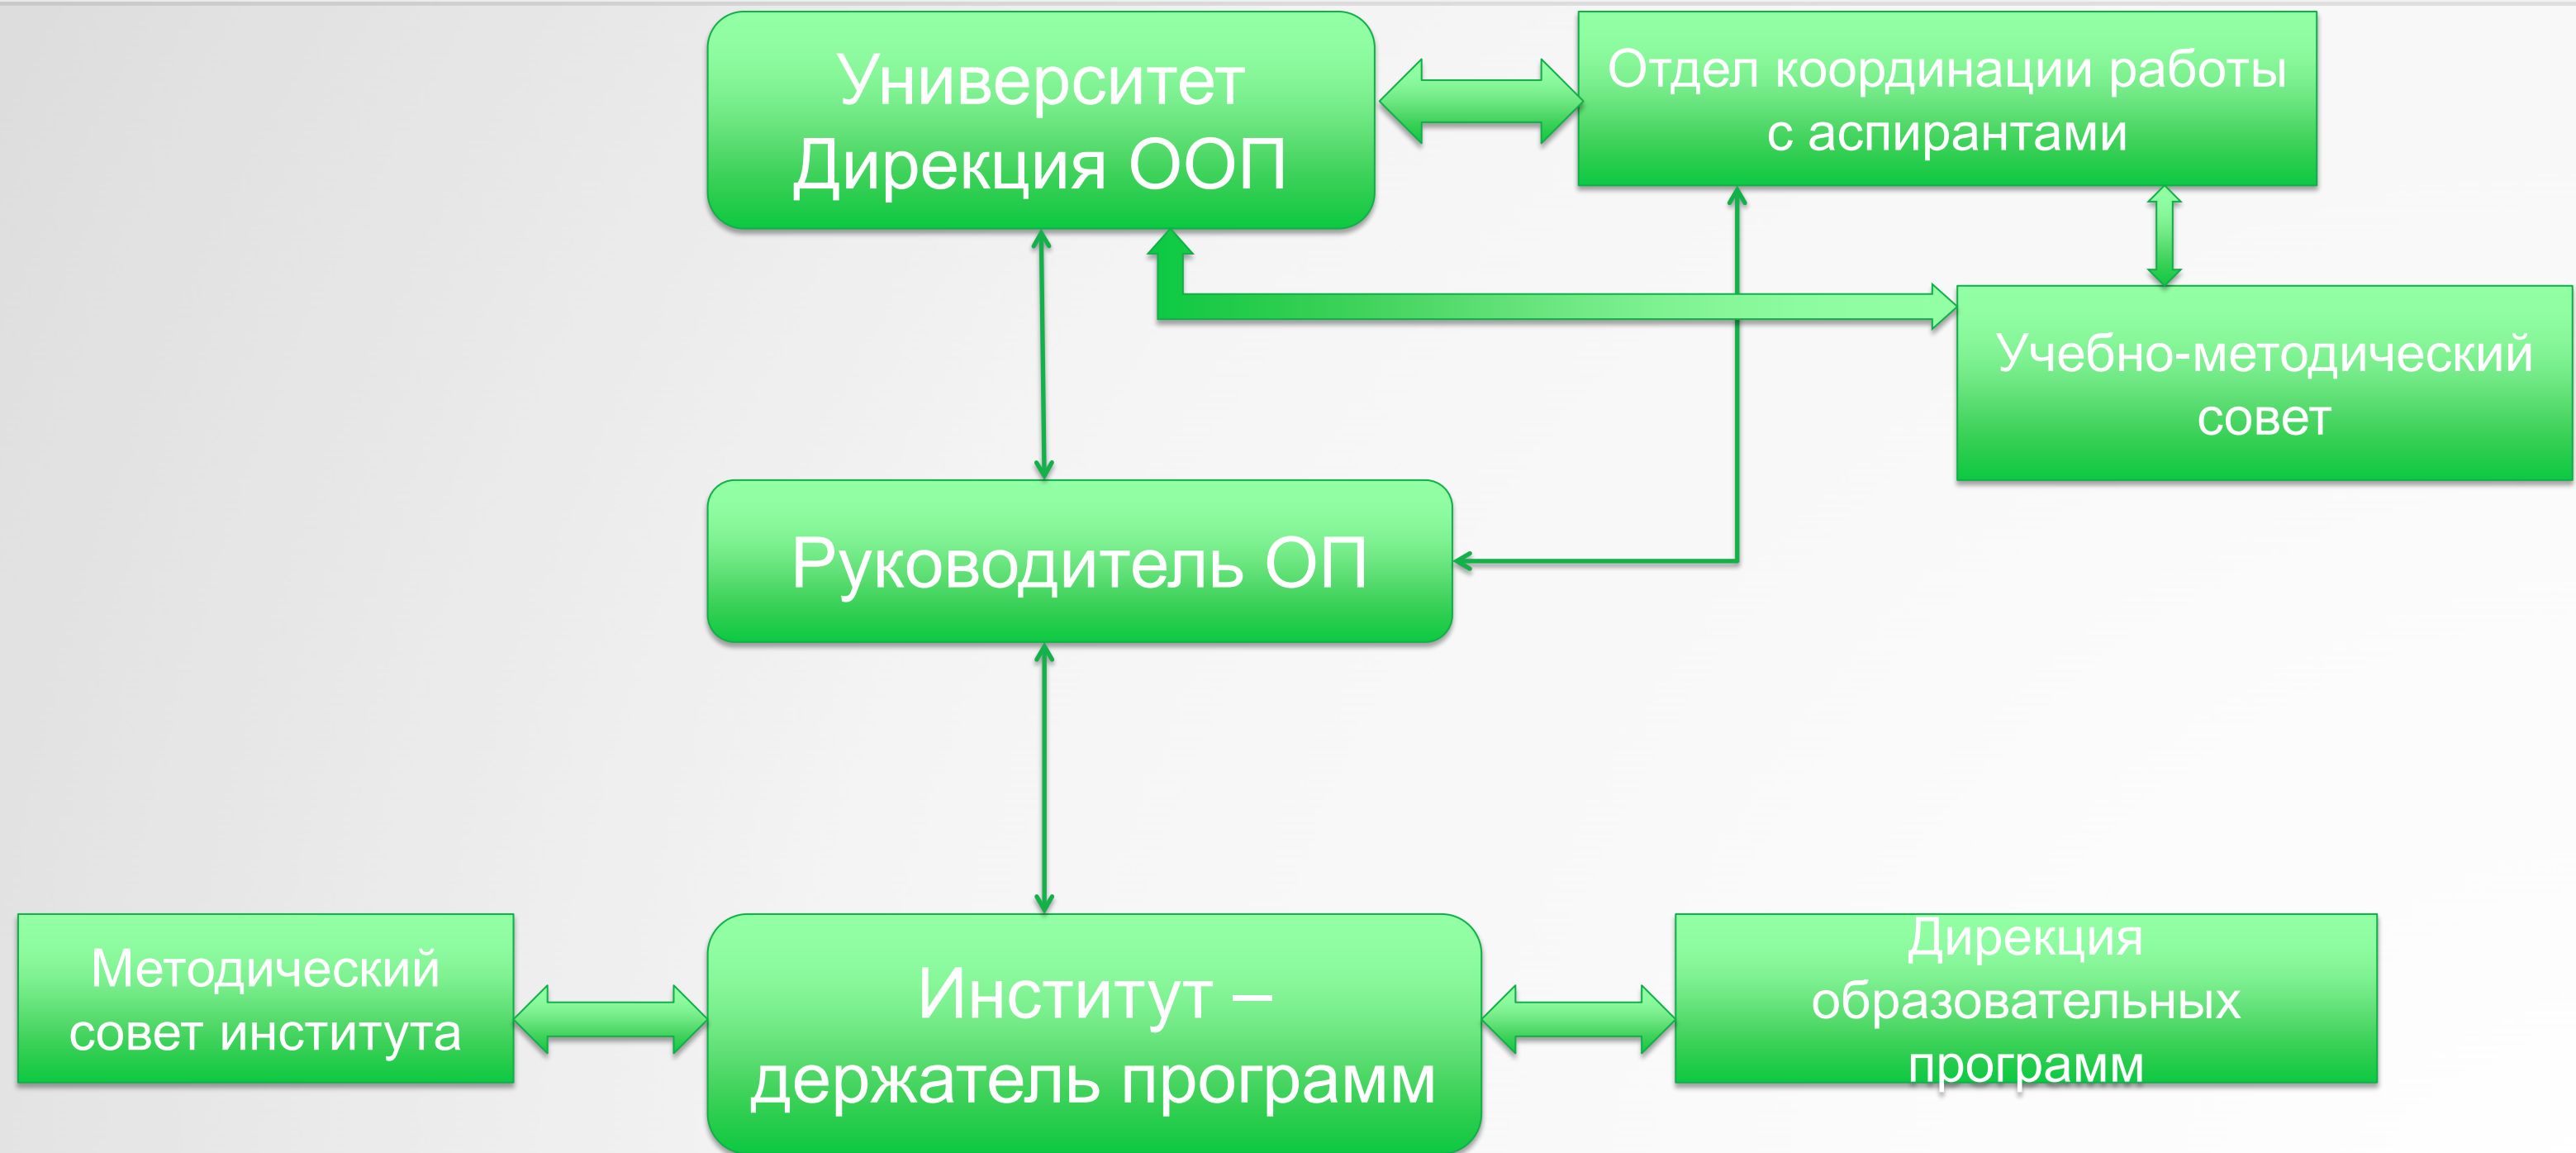 Университет
Дирекция ООП
Отдел координации работы
с аспирантами
Учебно-методический
совет
Руководитель ОП
Методический
совет института
Институт –
держатель программ
Дирекция
образовательных
программ